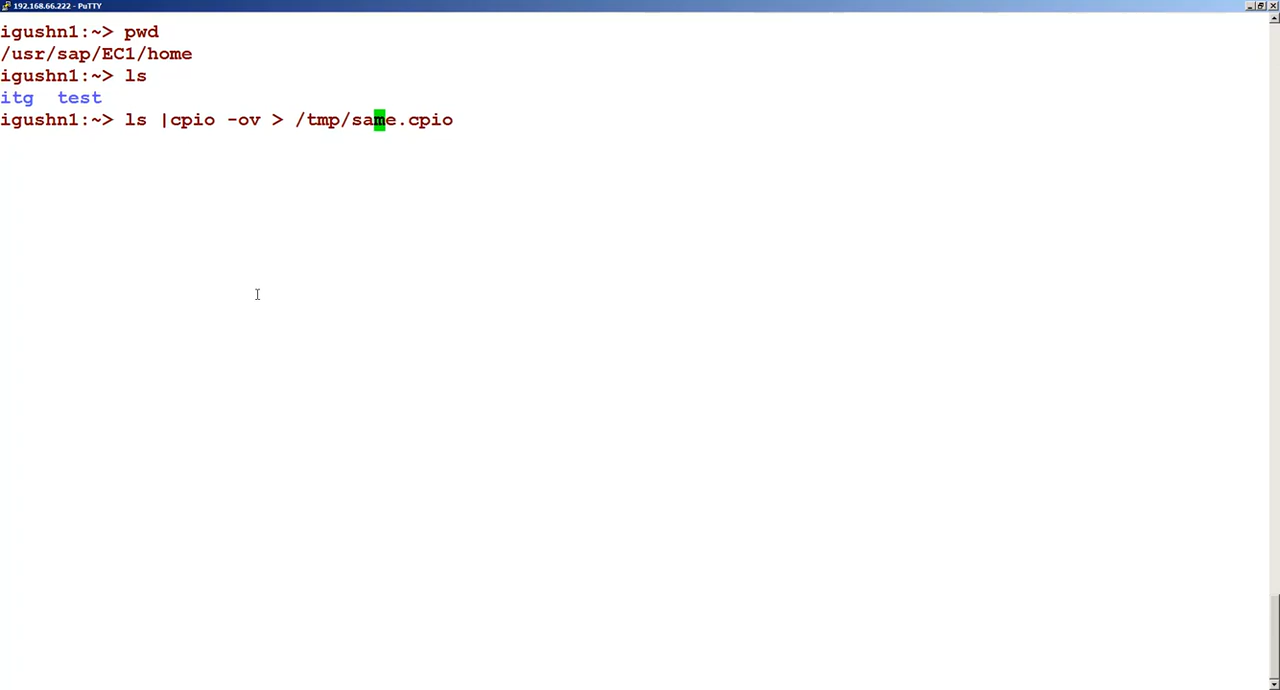 192.168.66.222 - PuTTY
igushn1:~> pwd
/usr/sap/EC1/home
igushn1:~> ls
itg  test
igushn1:~> ls |cpio -ov > /tmp/same.cpio